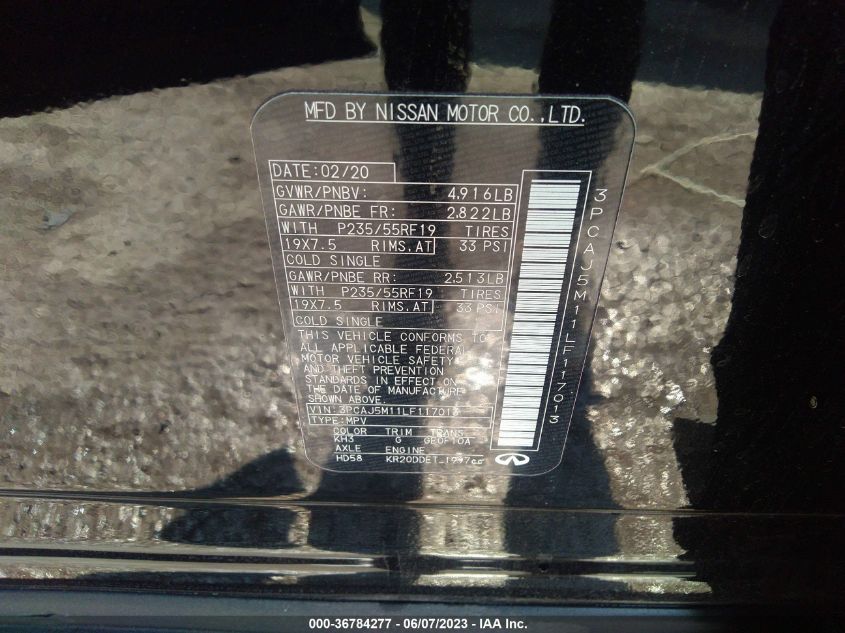 MFD BY NISSAN MOTOR CO.,LTD.
DATE:02/20
GVWR/PNBV: 4,916LB
GAWR/PNBE FR: 2,822LB
WITH P235/55RF19 TIRES
19X7.5 RIMS,AT 33 PSI
COLD SINGLE
GAWR/PNBE RR: 2,513LB
WITH P235/55RF19 TIRES
19X7.5 RIMS,AT 33 PSI
COLD SINGLE
THIS VEHICLE CONFORMS TO
ALL APPLICABLE FEDERAL
MOTOR VEHICLE SAFETY
AND THEFT PREVENTION
STANDARDS IN EFFECT ON
THE DATE OF MANUFACTURE
SHOWN ABOVE.
VIN:3PCAJ5M11LF117013
TYPE:MPV
COLOR TRIM TRANS
KH3 G GE0F10A
AXLE ENGINE
HD58 KR20DDET 1997cc
3PCAJ5M11LF117013
000-36784277 - 06/07/2023 - IAA Inc.